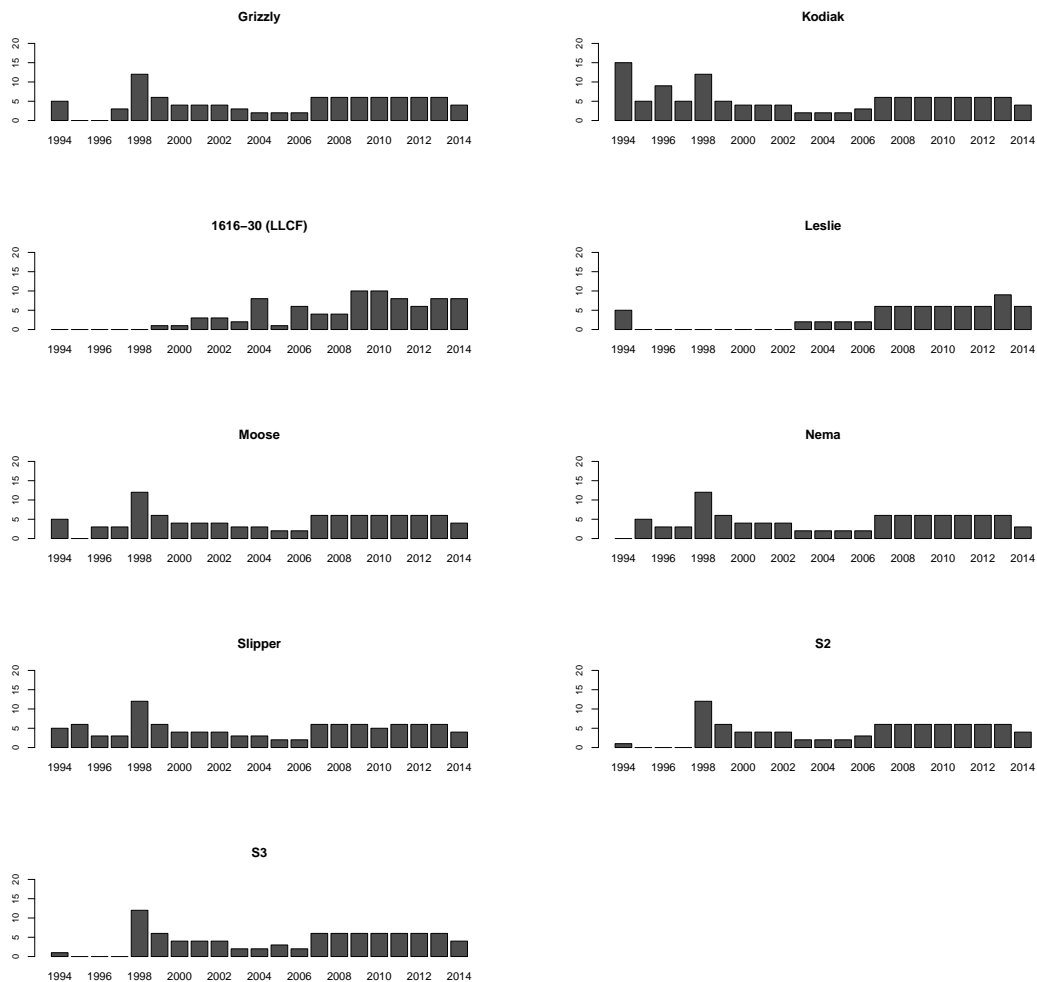 Grizzly
0 5 10 15 20
1994 1996 1998 2000 2002 2004 2006 2008 2010 2012 2014
Kodiak
0 5 10 15 20
1994 1996 1998 2000 2002 2004 2006 2008 2010 2012 2014
1616−30 (LLCF)
0 5 10 15 20
1994 1996 1998 2000 2002 2004 2006 2008 2010 2012 2014
Leslie
0 5 10 15 20
1994 1996 1998 2000 2002 2004 2006 2008 2010 2012 2014
Moose
0 5 10 15 20
1994 1996 1998 2000 2002 2004 2006 2008 2010 2012 2014
Nema
0 5 10 15 20
1994 1996 1998 2000 2002 2004 2006 2008 2010 2012 2014
Slipper
0 5 10 15 20
1994 1996 1998 2000 2002 2004 2006 2008 2010 2012 2014
S2
0 5 10 15 20
1994 1996 1998 2000 2002 2004 2006 2008 2010 2012 2014
S3
0 5 10 15 20
1994 1996 1998 2000 2002 2004 2006 2008 2010 2012 2014